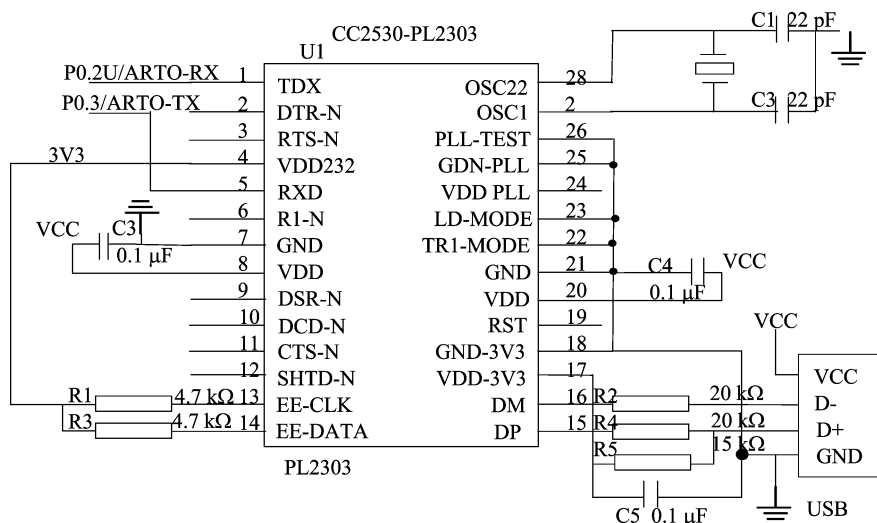 CC2530-PL2303
U1
C1 22 pF
P0.2U/ARTO-RX 1 TDX OSC22 28
P0.3/ARTO-TX 2 DTR-N OSC1 2 C3 22 pF
3 RTS-N PLL-TEST 26
3V3 4 VDD232 GDN-PLL 25
5 RXD VDD PLL 24
6 R1-N LD-MODE 23
VCC C3 7 GND TR1-MODE 22
0.1 μF 8 VDD GND 21 C4 VCC
9 DSR-N VDD 20 0.1 μF
10 DCD-N RST 19
11 CTS-N GND-3V3 18 VCC
12 SHTD-N VDD-3V3 17 VCC
R1 4.7 kΩ 13 EE-CLK DM 16 R2 20 kΩ D-
R3 4.7 kΩ 14 EE-DATA DP 15 R4 20 kΩ D+
R5 15 kΩ GND
PL2303
C5 0.1 μF USB